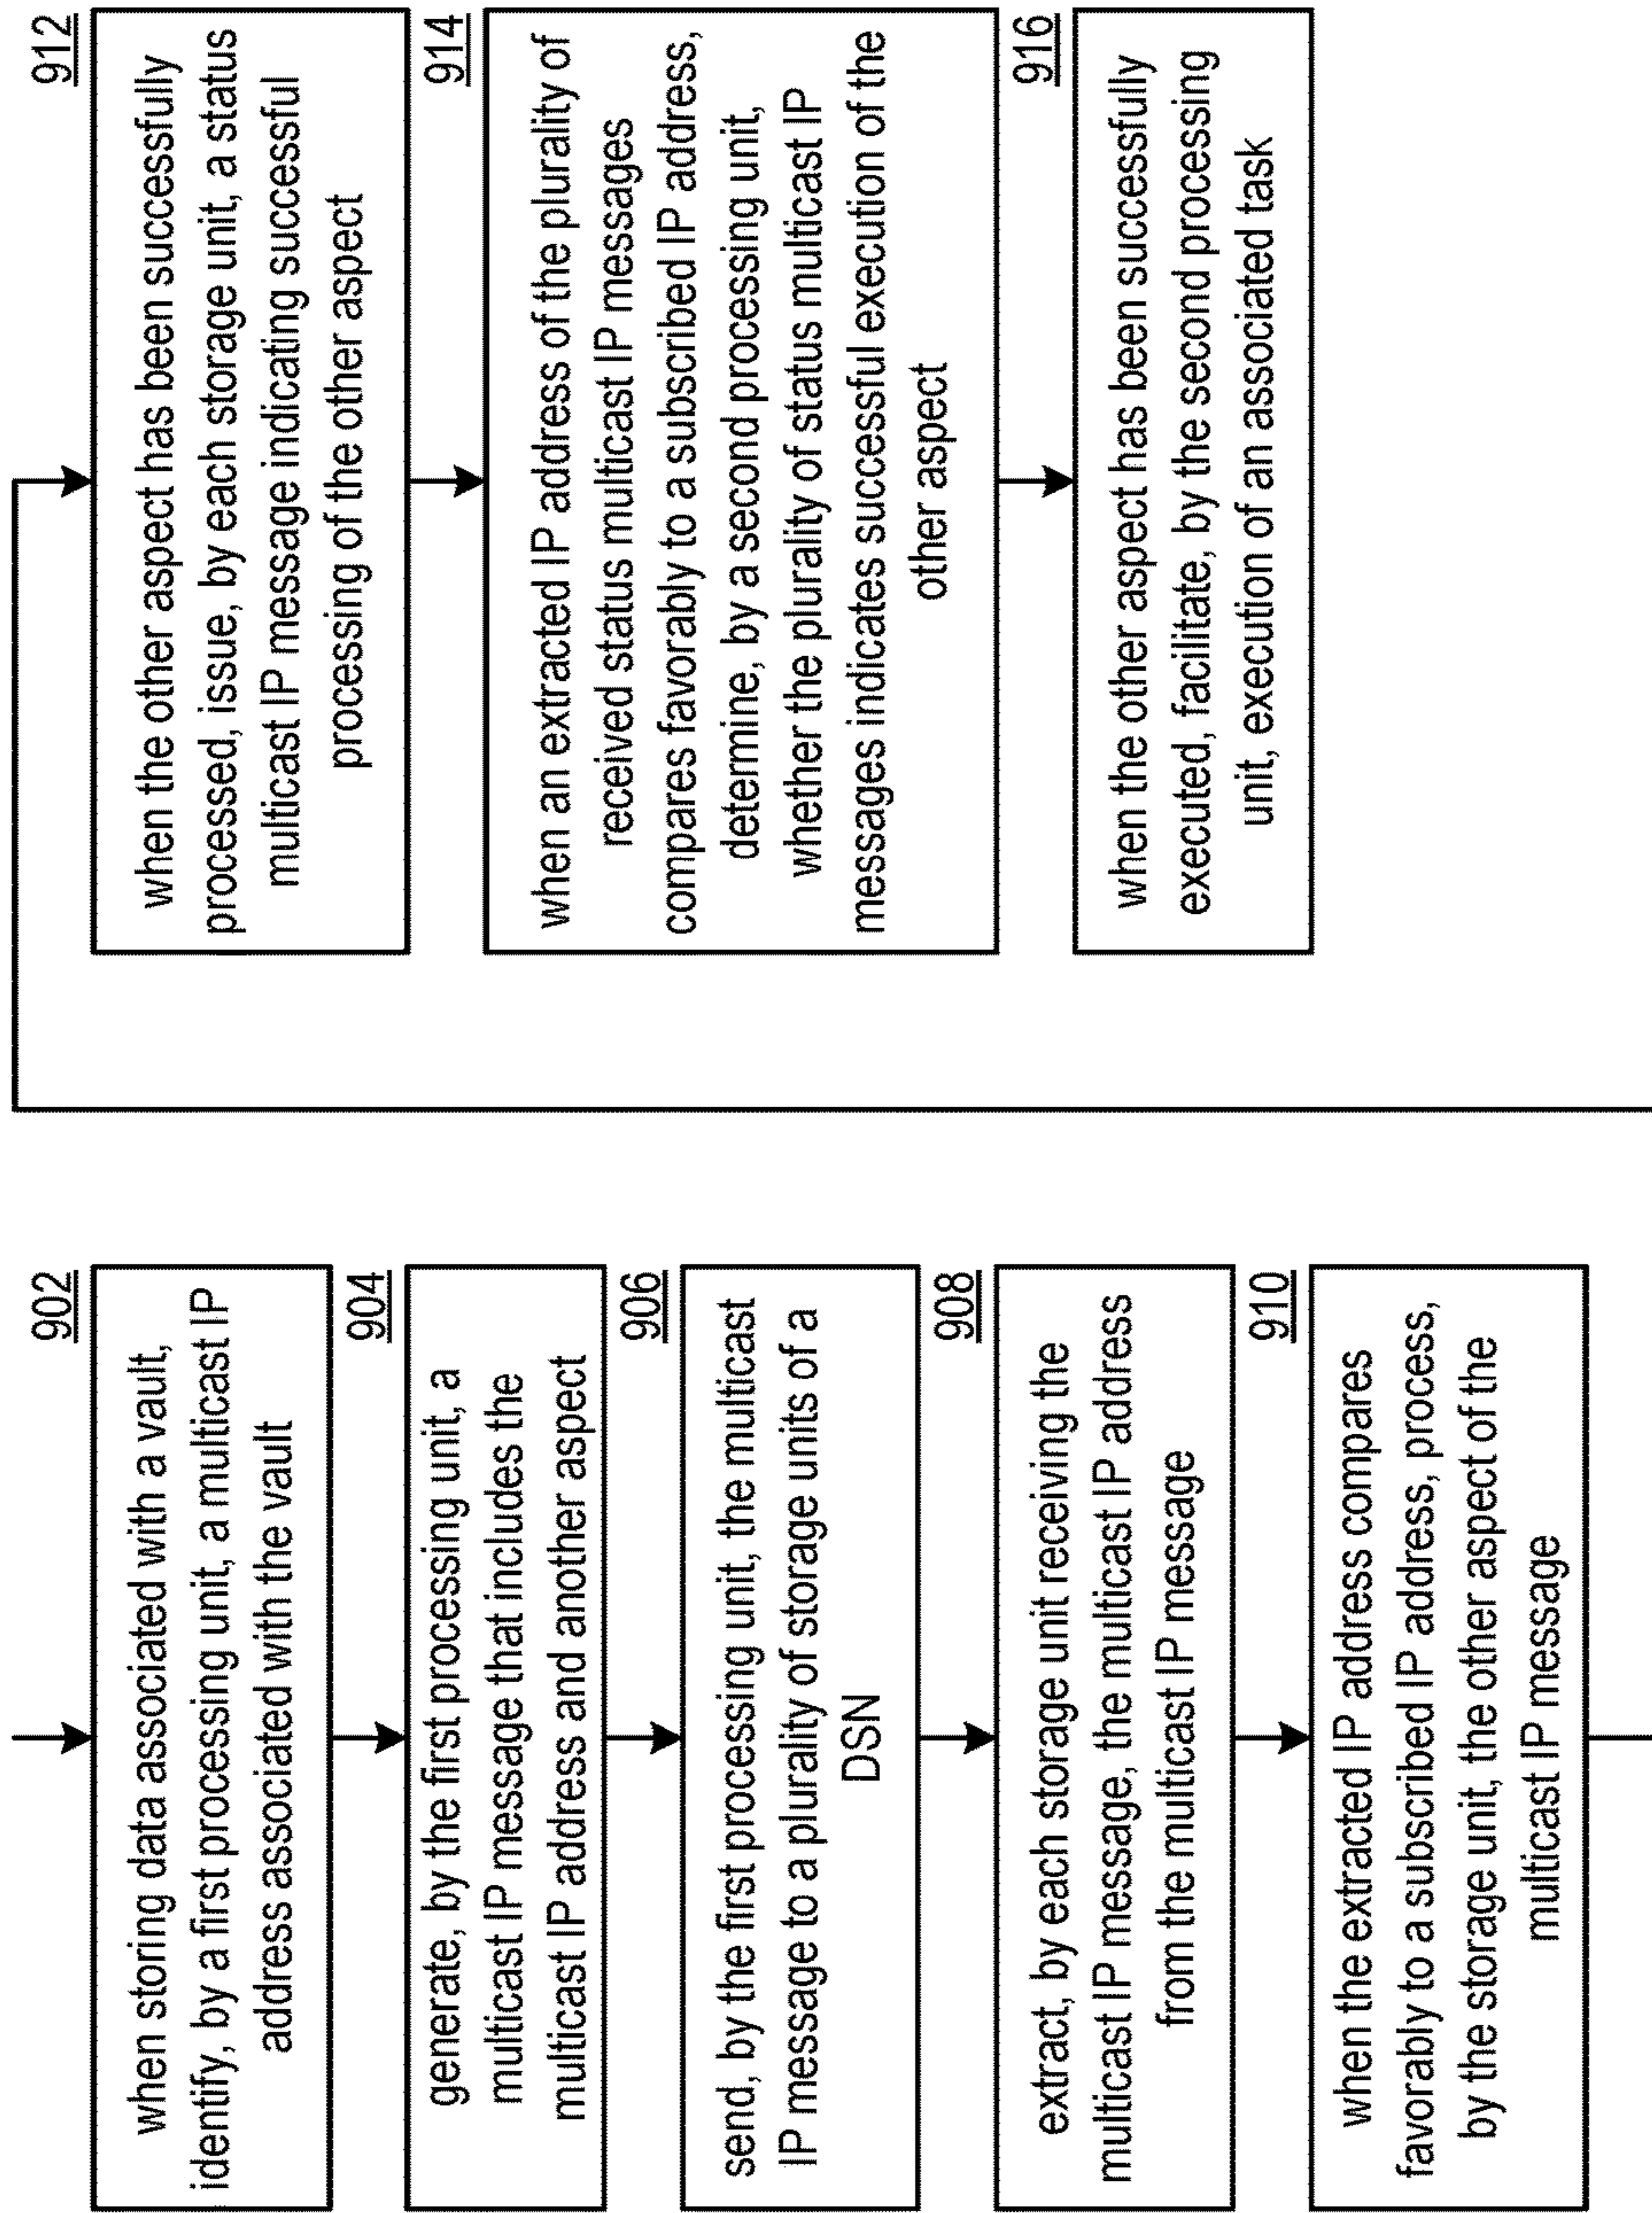 902
when storing data associated with a vault,
identify, by a first processing unit, a multicast IP
address associated with the vault
904
generate, by the first processing unit, a
multicast IP message that includes the
multicast IP address and another aspect
906
send, by the first processing unit, the multicast
IP message to a plurality of storage units of a
DSN
908
extract, by each storage unit receiving the
multicast IP message, the multicast IP address
from the multicast IP message
910
when the extracted IP address compares
favorably to a subscribed IP address, process,
by the storage unit, the other aspect of the
multicast IP message
912
when the other aspect has been successfully
processed, issue, by each storage unit, a status
multicast IP message indicating successful
processing of the other aspect
914
when an extracted IP address of the plurality of
received status multicast IP messages
compares favorably to a subscribed IP address,
determine, by a second processing unit,
whether the plurality of status multicast IP
messages indicates successful execution of the
other aspect
916
when the other aspect has been successfully
executed, facilitate, by the second processing
unit, execution of an associated task